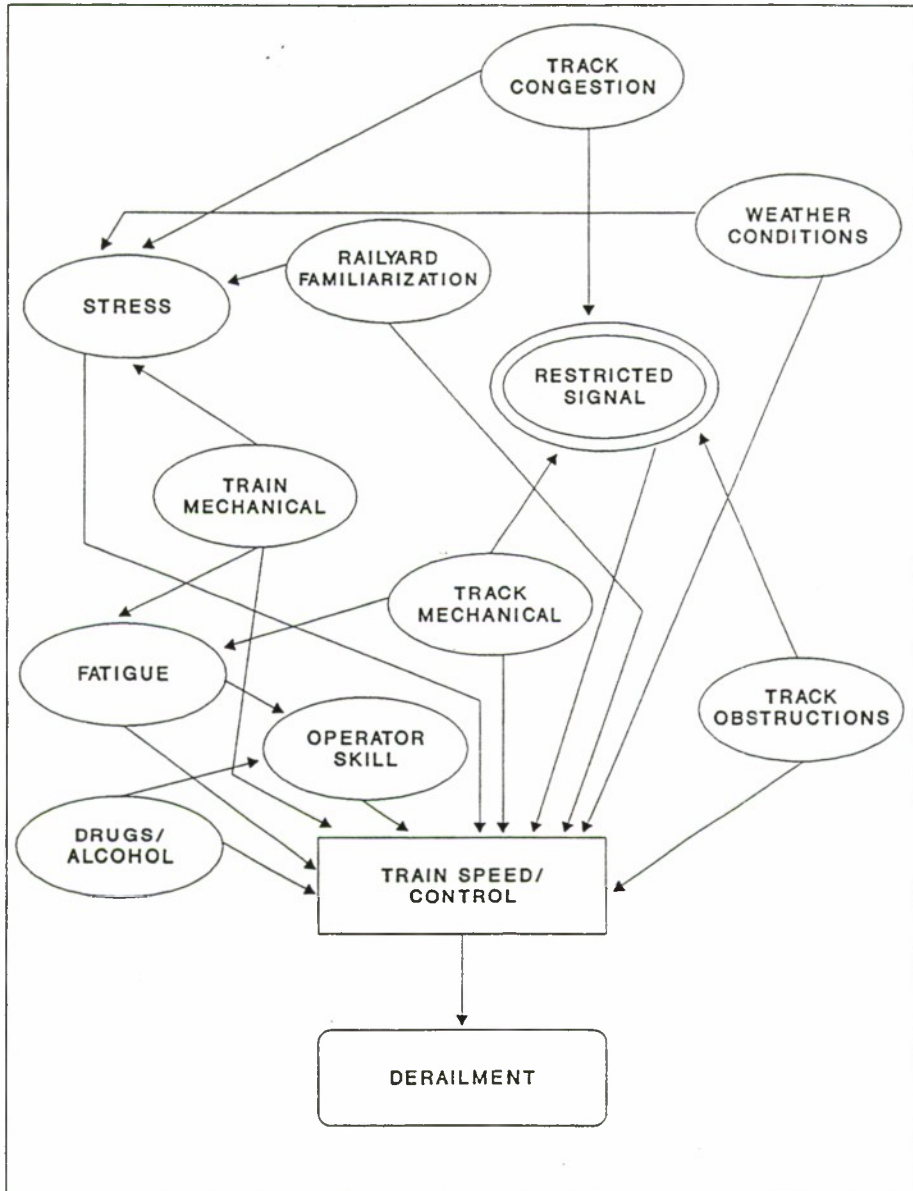 TRACK
CONGESTION
WEATHER
CONDITIONS
RAILYARD
FAMILIARIZATION
STRESS
RESTRICTED
SIGNAL
TRAIN
MECHANICAL
TRACK
MECHANICAL
FATIGUE
TRACK
OBSTRUCTIONS
OPERATOR
SKILL
DRUGS/
ALCOHOL
TRAIN SPEED/
CONTROL
DERAILMENT